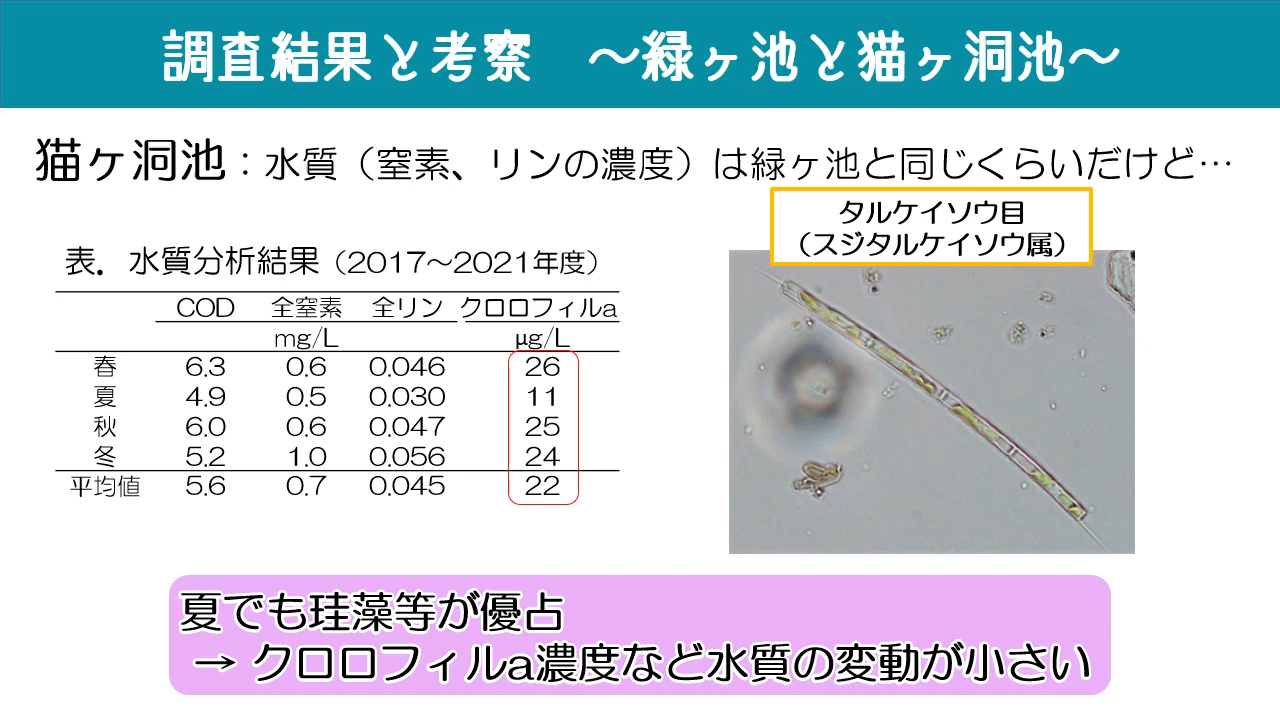 調査結果と考察　～緑ヶ池と猫ヶ洞池～
猫ヶ洞池：水質（窒素、リンの濃度）は緑ヶ池と同じくらいだけど…
タルケイソウ目
（スジタルケイソウ属）
表．水質分析結果（2017～2021年度）
COD 全窒素 全リン クロロフィルa
mg/L μg/L
春 6.3 0.6 0.046 26
夏 4.9 0.5 0.030 11
秋 6.0 0.6 0.047 25
冬 5.2 1.0 0.056 24
平均値 5.6 0.7 0.045 22
夏でも珪藻等が優占
→ クロロフィルa濃度など水質の変動が小さい